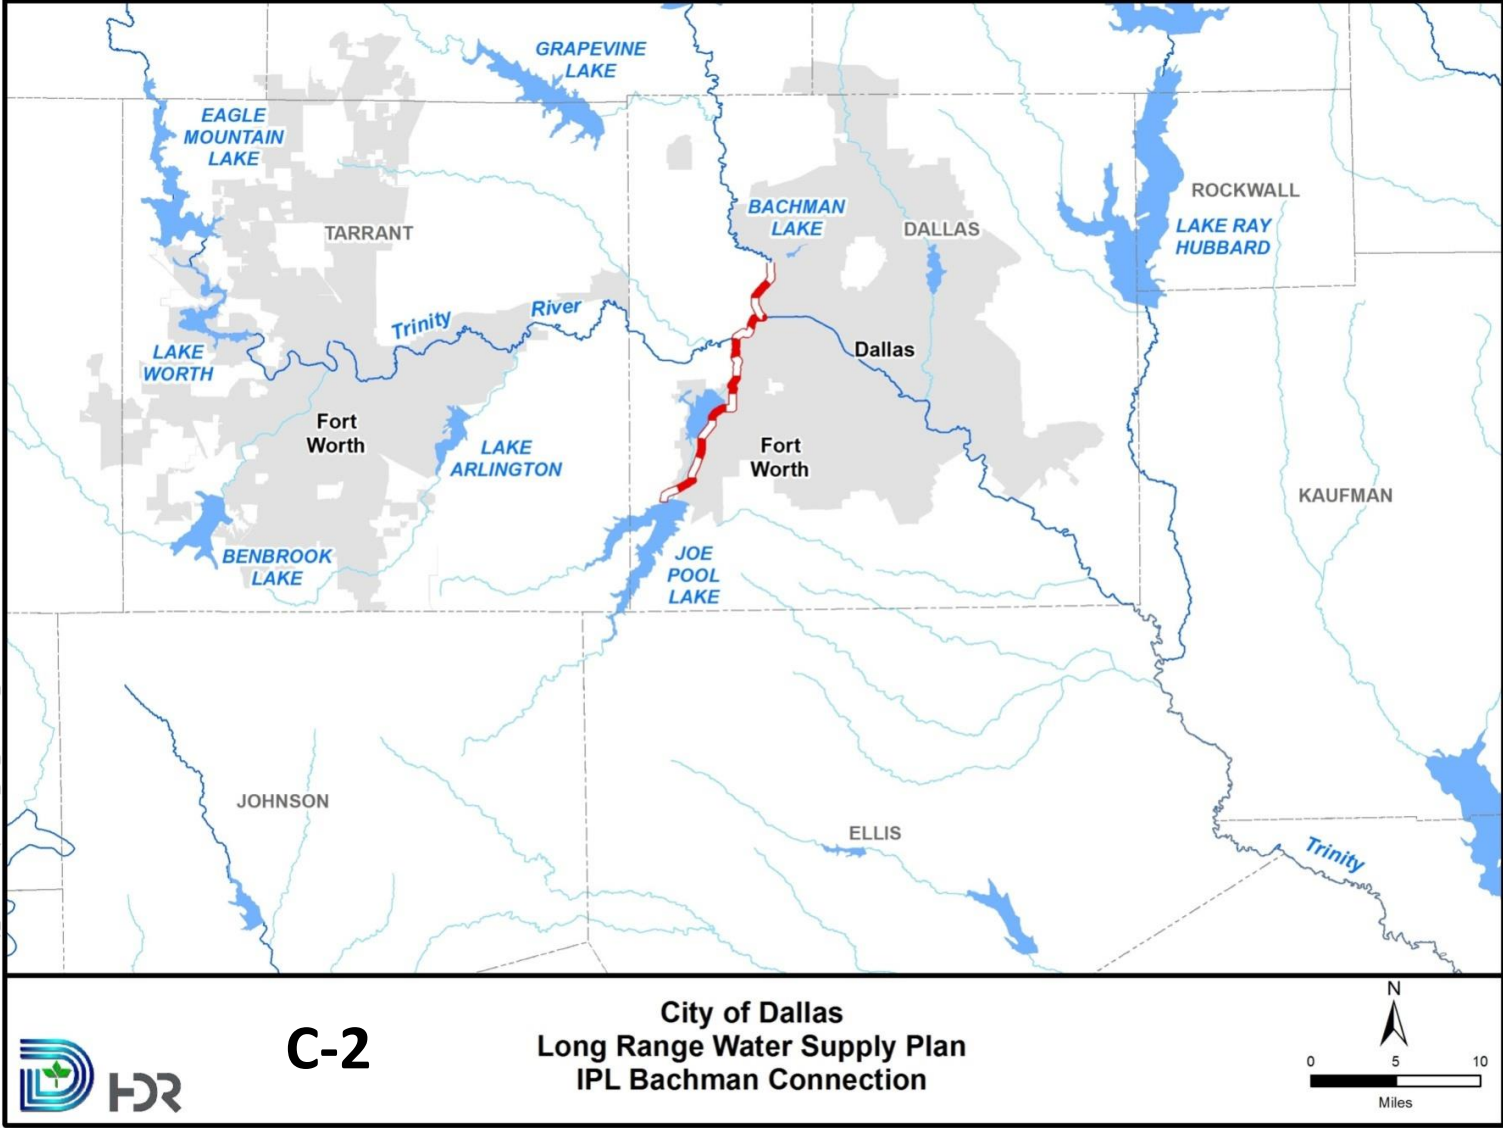 GRAPEVINE
LAKE
EAGLE
MOUNTAIN
LAKE
TARRANT
BACHMAN
LAKE
DALLAS
ROCKWALL
LAKE RAY
HUBBARD
Trinity
River
LAKE
WORTH
Dallas
Fort
Worth
LAKE
ARLINGTON
Fort
Worth
KAUFMAN
BENBROOK
LAKE
JOE
POOL
LAKE
JOHNSON
ELLIS
Trinity
HDR
C-2
City of Dallas
Long Range Water Supply Plan
IPL Bachman Connection
N
0 5 10
Miles